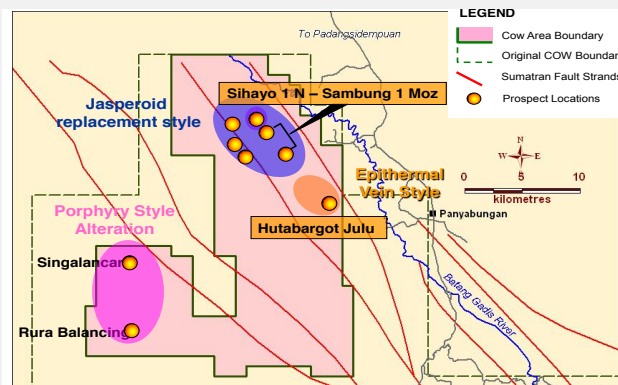 To Padangsidempuan
LEGEND
Cow Area Boundary
Original COW Boundar
Sumatran Fault Strands
Prospect Locations
Sihayo 1 N – Sambung 1 Moz
Jasperoid
replacement style
N
W E
S
0 5 10
kilometres
Epithermal
Vein Style
Panyabungan
Porphyry Style
Alteration
Hutabargot Julu
Singalancar
Rura Balancing
Batang Gadis River